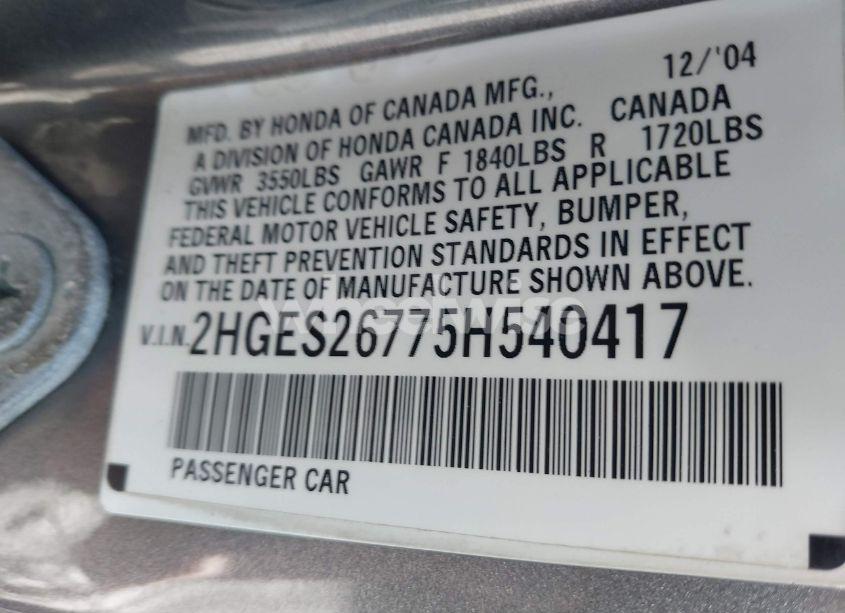 12/'04
MFD. BY HONDA OF CANADA MFG.,
A DIVISION OF HONDA CANADA INC. CANADA
GVWR 3550LBS GAWR F 1840LBS R 1720LBS
THIS VEHICLE CONFORMS TO ALL APPLICABLE
FEDERAL MOTOR VEHICLE SAFETY, BUMPER,
AND THEFT PREVENTION STANDARDS IN EFFECT
ON THE DATE OF MANUFACTURE SHOWN ABOVE.
Wheelwise
V.I.N. 2HGES26775H540417
PASSENGER CAR